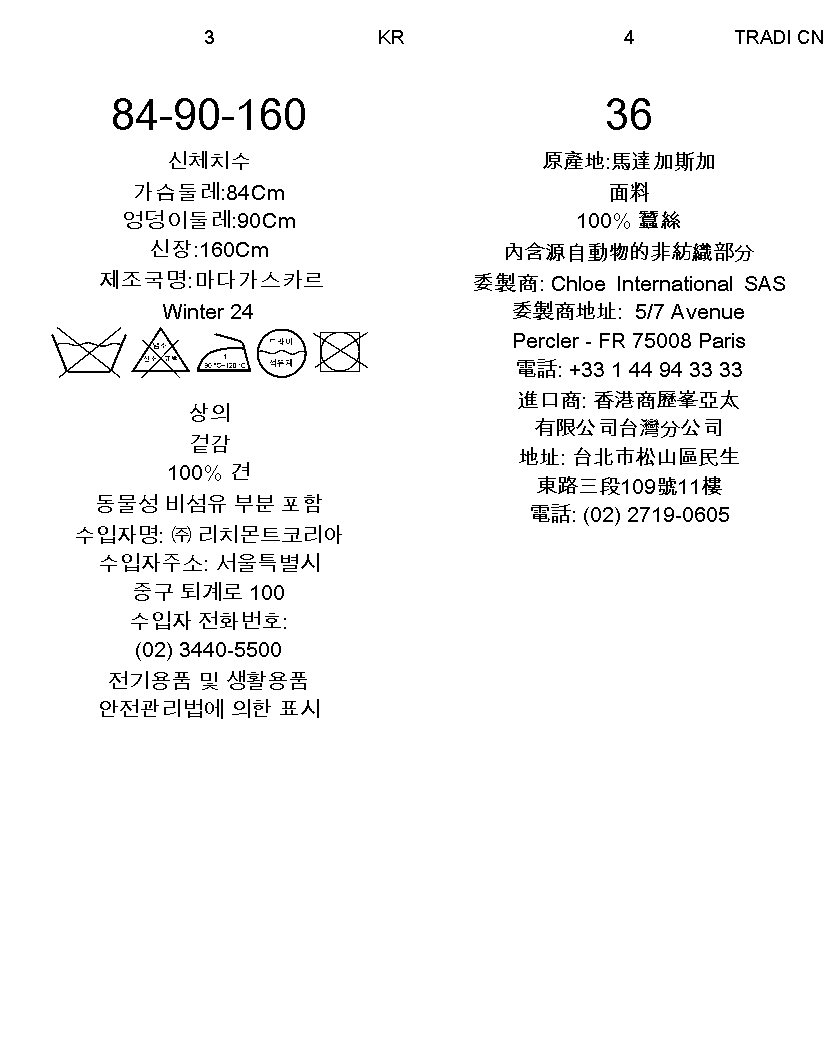 3 KR
84-90-160
신체치수
가슴둘레:84Cm
엉덩이둘레:90Cm
신장:160Cm
제조국명:마다가스카르
Winter 24
염소
산소 표백
1
90 °C~120 °C
드라이
석유계
상의
겉감
100% 견
동물성 비섬유 부분 포함
수입자명: ㈜ 리치몬트코리아
수입자주소: 서울특별시
중구 퇴계로 100
수입자 전화번호:
(02) 3440-5500
전기용품 및 생활용품
안전관리법에 의한 표시
4 TRADI CN
36
原產地:馬達加斯加
面料
100% 蠶絲
內含源自動物的非紡織部分
委製商: Chloe International SAS
委製商地址: 5/7 Avenue
Percler - FR 75008 Paris
電話: +33 1 44 94 33 33
進口商: 香港商歷峯亞太
有限公司台灣分公司
地址: 台北市松山區民生
東路三段109號11樓
電話: (02) 2719-0605